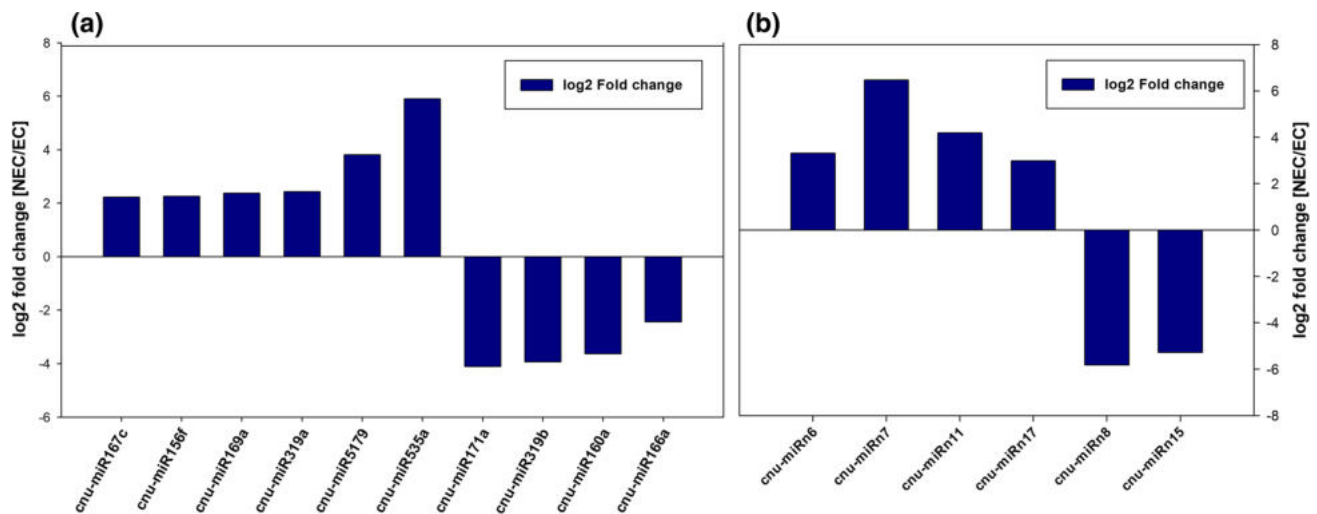 (a)
log2 fold change [NEC/EC]
8
6
4
2
0
-2
-4
-6
log2 Fold change
cnu-miR167c
cnu-miR156f
cnu-miR169a
cnu-miR319a
cnu-miR5179
cnu-miR535a
cnu-miR171a
cnu-miR319b
cnu-miR160a
cnu-miR166a
(b)
log2 Fold change
8
6
4
2
0
-2
-4
-6
-8
log2 fold change [NEC/EC]
cnu-miRn6
cnu-miRn7
cnu-miRn11
cnu-miRn17
cnu-miRn8
cnu-miRn15